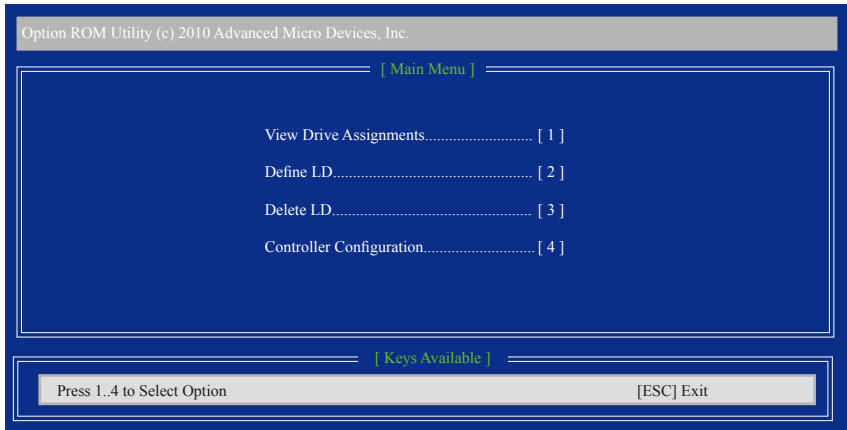 Option ROM Utility (c) 2010 Advanced Micro Devices, Inc.
[ Main Menu ]
View Drive Assignments........................... [ 1 ]
Define LD.................................................. [ 2 ]
Delete LD.................................................. [ 3 ]
Controller Configuration............................ [ 4 ]
[ Keys Available ]
Press 1..4 to Select Option [ESC] Exit